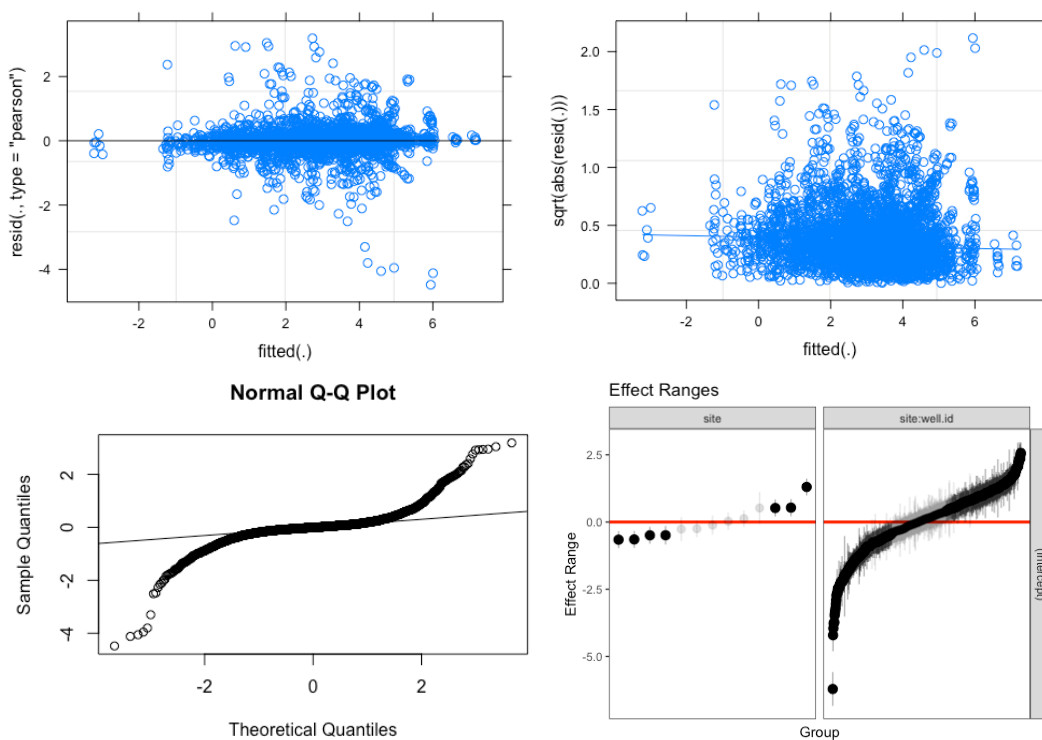 resid(., type = "pearson")
2
0
-2
-4
-2
0
2
4
6
fitted(.)
sqrt(abs(resid(.)))
2.0
1.5
1.0
0.5
0.0
-2
0
2
4
6
fitted(.)
Normal Q-Q Plot
Sample Quantiles
2
0
-2
-4
-2
0
2
Theoretical Quantiles
Effect Ranges
site
site:well.id
Effect Range
2.5
0.0
-2.5
-5.0
(Intercept)
Group